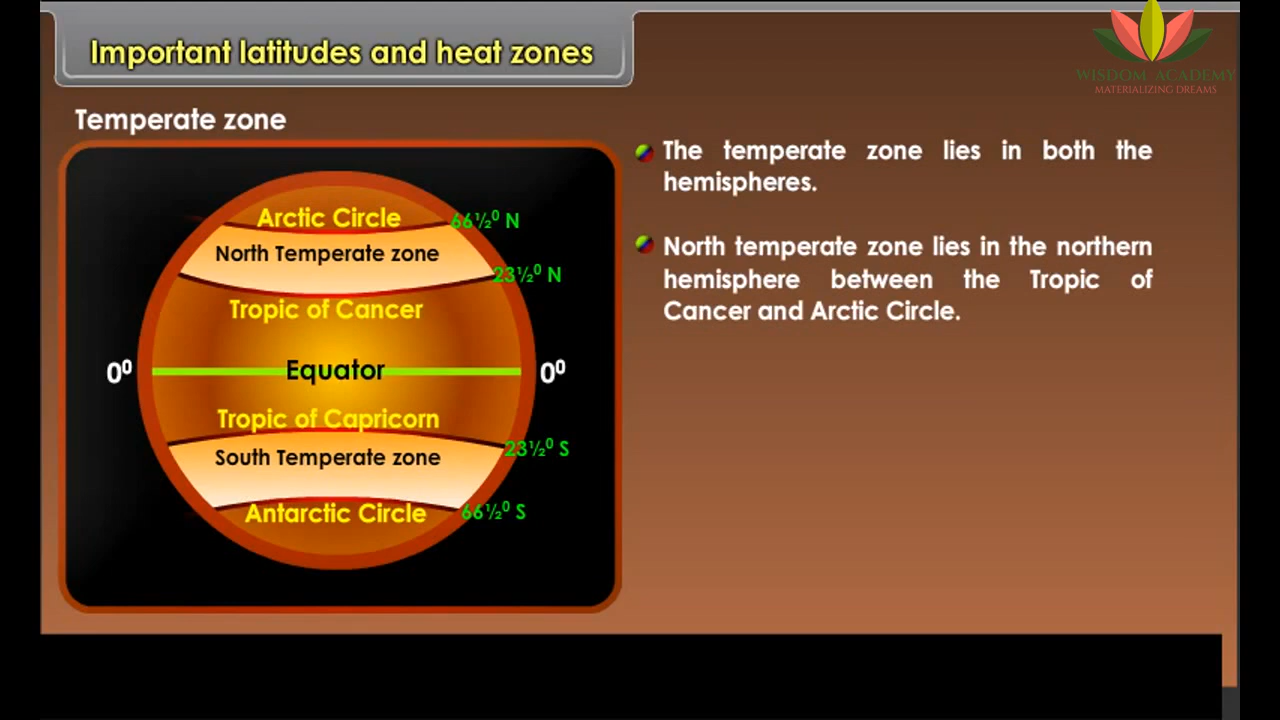 Important latitudes and heat zones
WISDOM ACADEMY
MATERIALIZING DREAMS
Temperate zone
Arctic Circle
66½⁰ N
North Temperate zone
23½⁰ N
Tropic of Cancer
0⁰
Equator
0⁰
Tropic of Capricorn
23½⁰ S
South Temperate zone
Antarctic Circle
66½⁰ S
The temperate zone lies in both the
hemispheres.
North temperate zone lies in the northern
hemisphere between the Tropic of
Cancer and Arctic Circle.